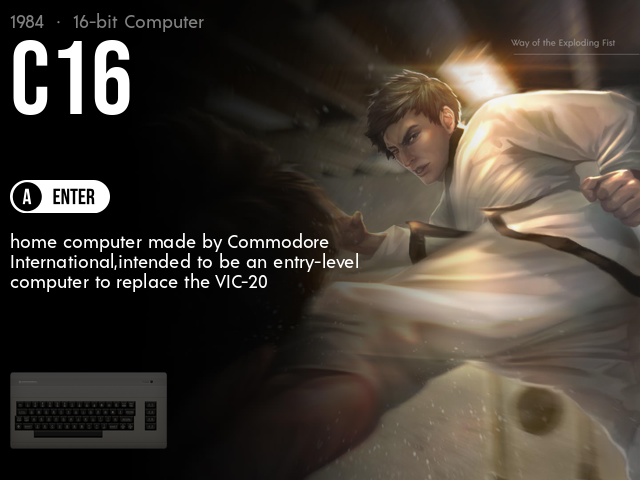 1984 · 16-bit Computer
C16
Way of the Exploding Fist
A ENTER
home computer made by Commodore
International,intended to be an entry-level
computer to replace the VIC-20